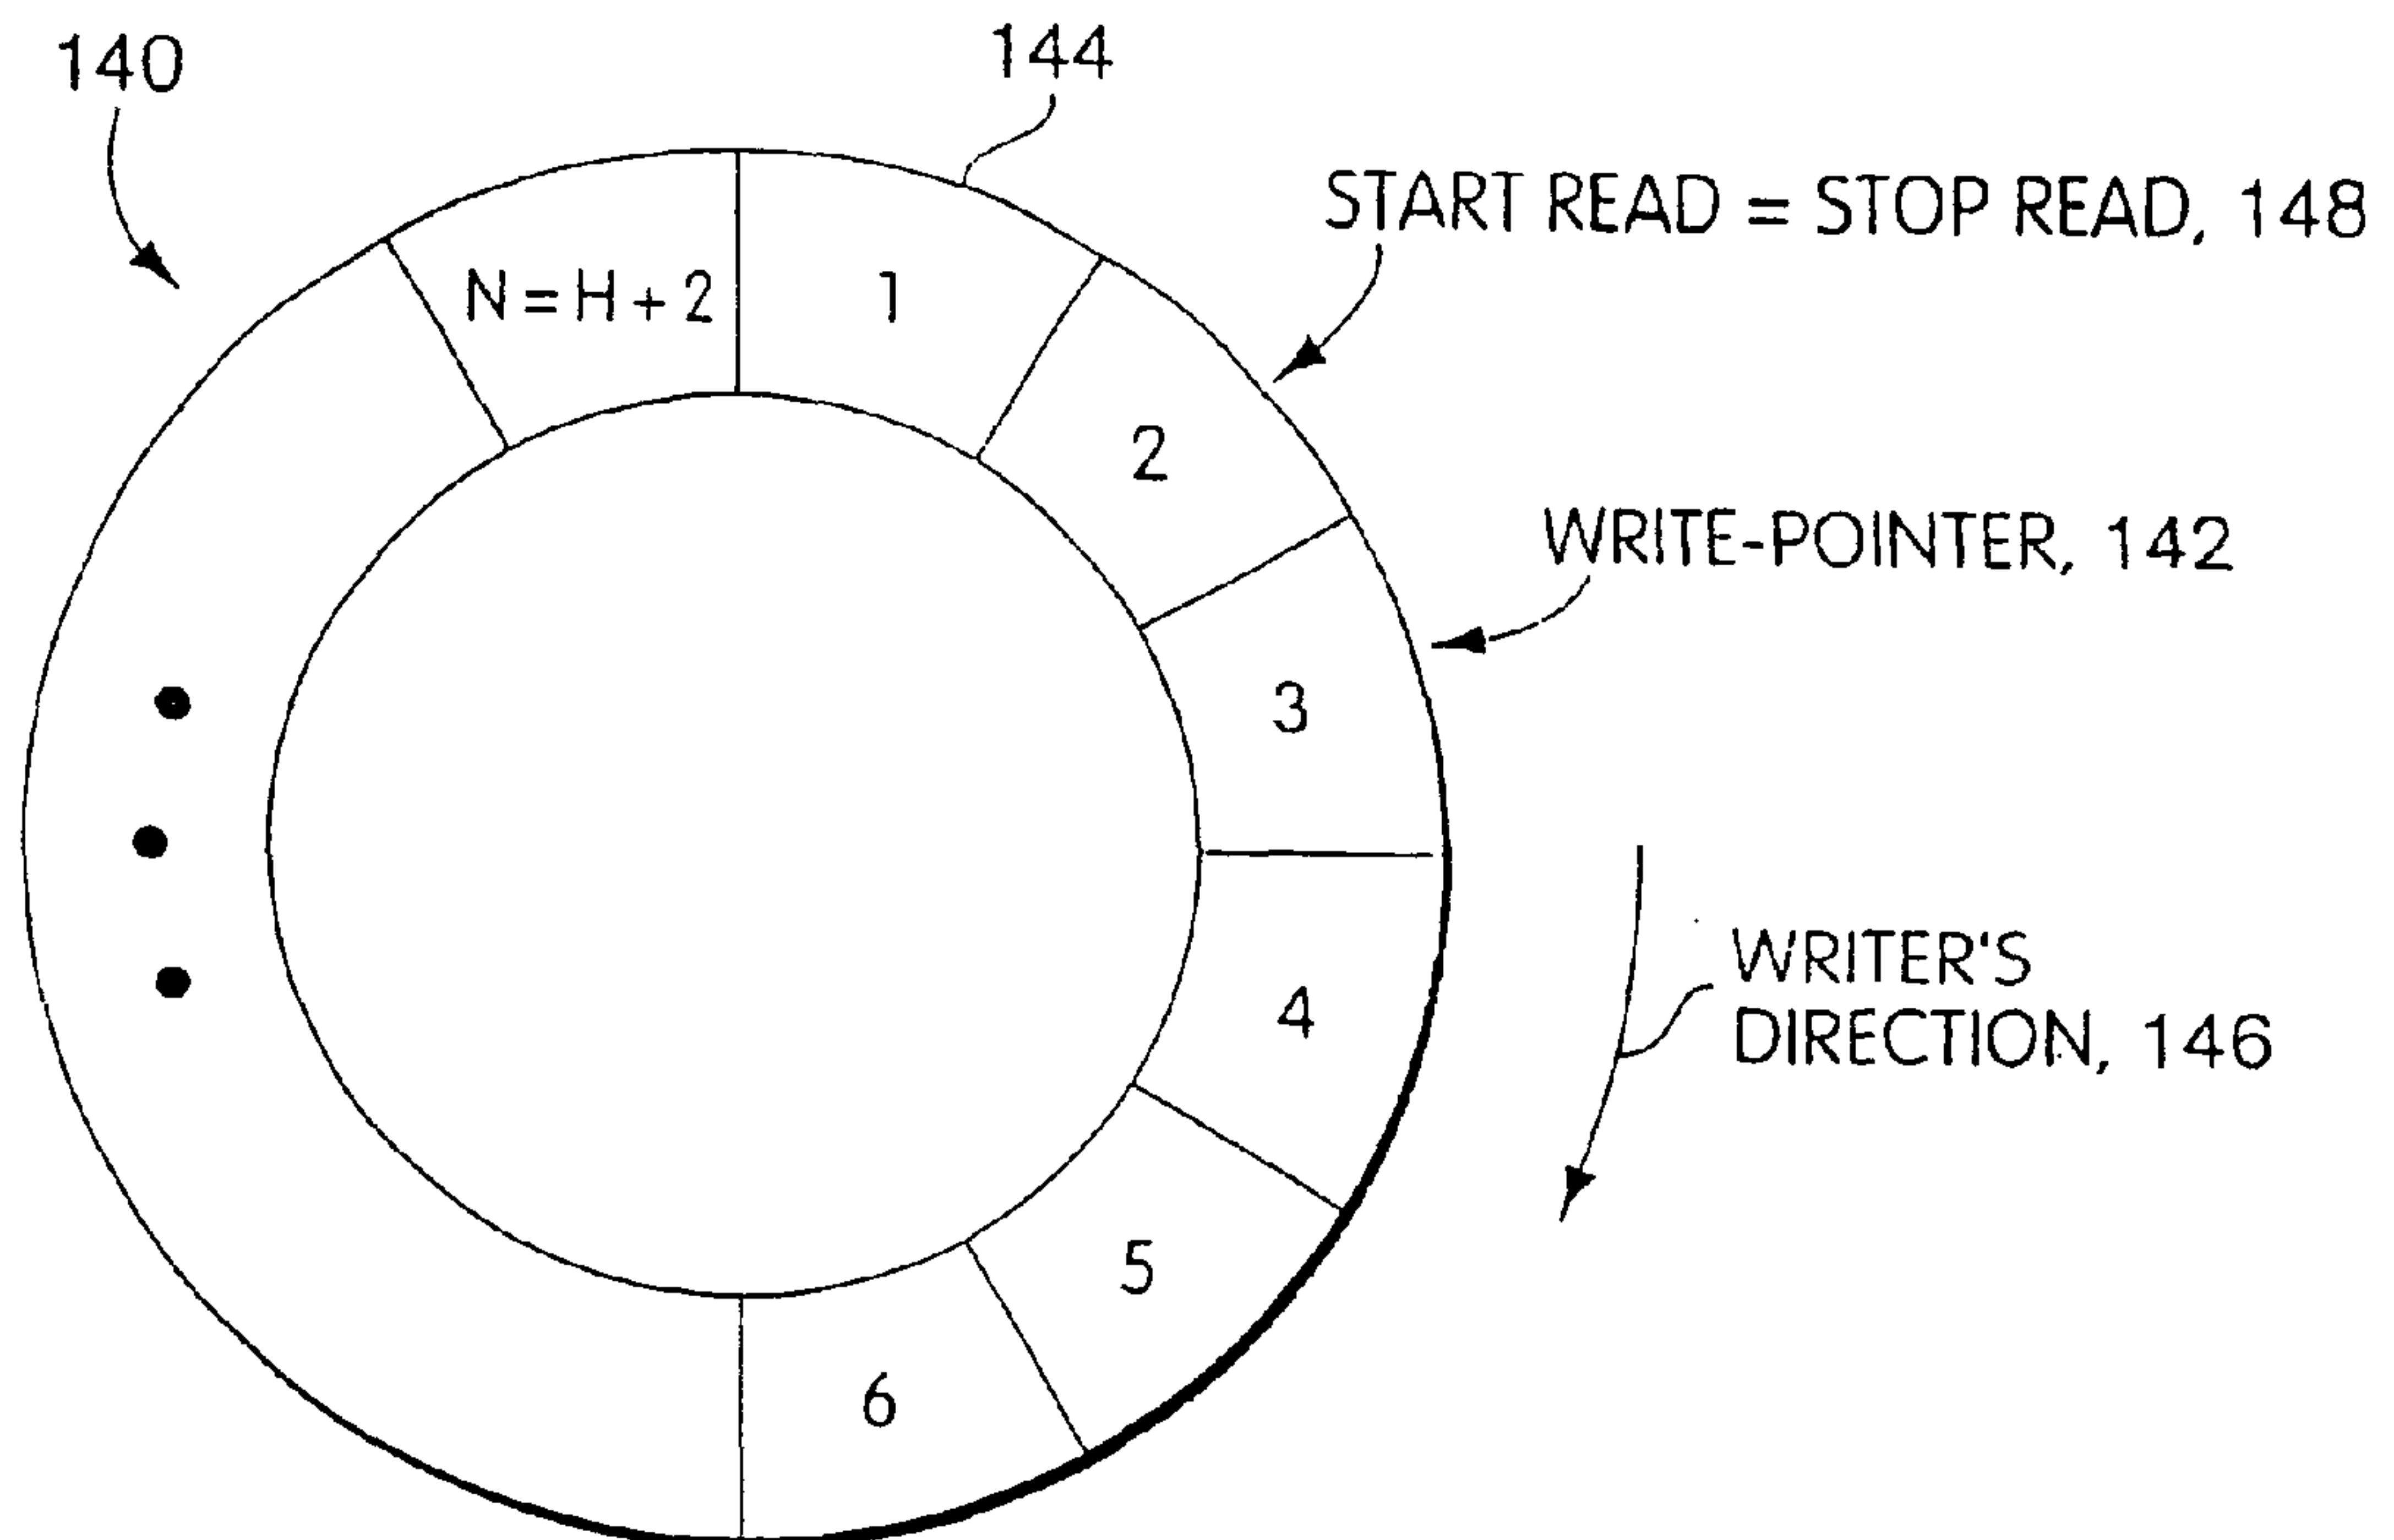 140
144
START READ = STOP READ, 148
N = H + 2
1
2
WRITE-POINTER, 142
3
WRITER'S
DIRECTION, 146
4
5
6